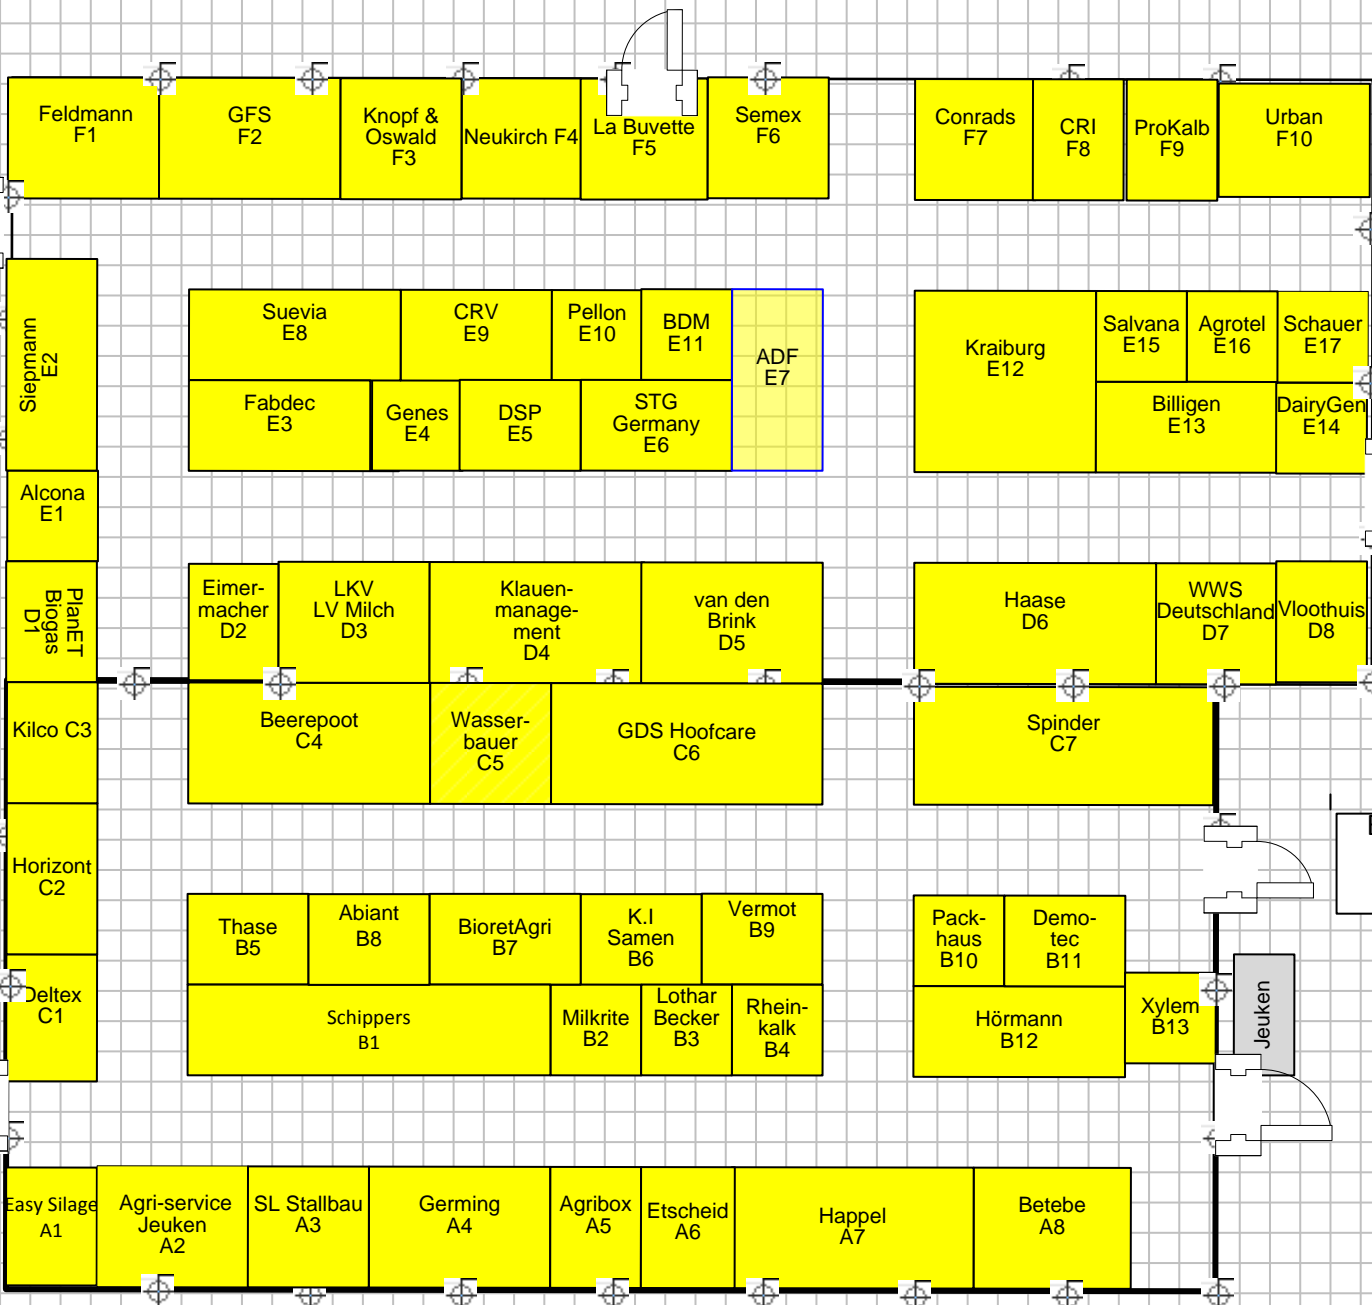 Feldmann
F1
GFS
F2
Knopf &
Oswald
F3
Neukirch F4
La Buvette
F5
Semex
F6
Conrads
F7
CRI
F8
ProKalb
F9
Urban
F10
Siepmann
E2
Suevia
E8
CRV
E9
Pellon
E10
BDM
E11
ADF
E7
Fabdec
E3
Genes
E4
DSP
E5
STG
Germany
E6
Kraiburg
E12
Salvana
E15
Agrotel
E16
Schauer
E17
Billigen
E13
DairyGen
E14
Alcona
E1
PlanET
Biogas
D1
Eimer-
macher
D2
LKV
LV Milch
D3
Klauen-
manage-
ment
D4
van den
Brink
D5
Haase
D6
WWS
Deutschland
D7
Vloothuis
D8
Kilco C3
Beerepoot
C4
Wasser-
bauer
C5
GDS Hoofcare
C6
Spinder
C7
Horizont
C2
Deltex
C1
Thase
B5
Abiant
B8
BioretAgri
B7
K.I
Samen
B6
Vermot
B9
Schippers
B1
Milkrite
B2
Lothar
Becker
B3
Rhein-
kalk
B4
Pack-
haus
B10
Demo-
tec
B11
Hörmann
B12
Xylem
B13
Jeuken
Easy Silage
A1
Agri-service
Jeuken
A2
SL Stallbau
A3
Germing
A4
Agribox
A5
Etscheid
A6
Happel
A7
Betebe
A8